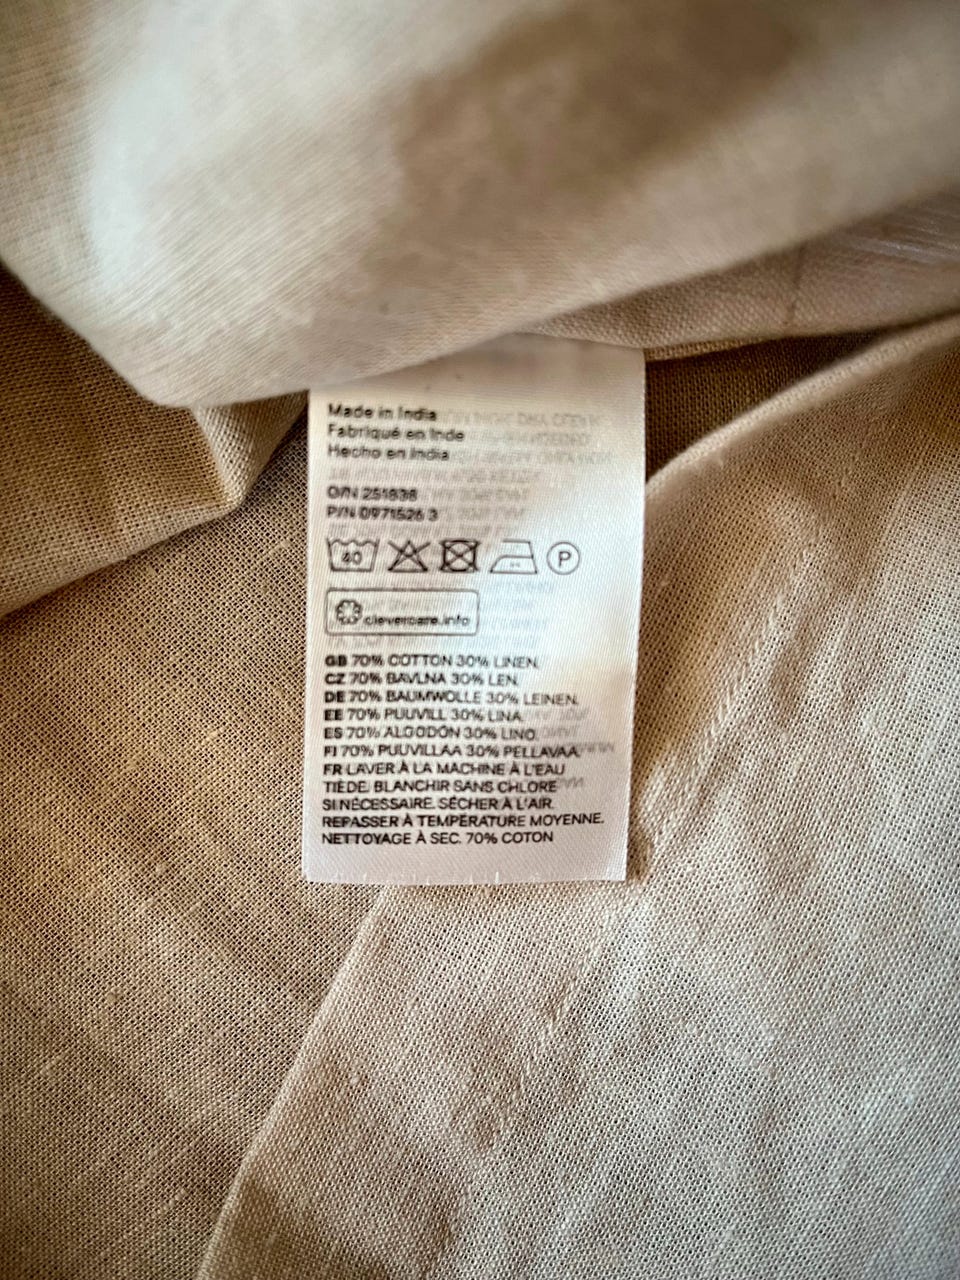 Made in India
Fabriqué en Inde
Hecho en India
O/N 251838
P/N 0971526 3
40 P
clevercare.info
GB 70% COTTON 30% LINEN.
CZ 70% BAVLNA 30% LEN.
DE 70% BAUMWOLLE 30% LEINEN.
EE 70% PUUVILL 30% LINA.
ES 70% ALGODÓN 30% LINO.
FI 70% PUUVILLAA 30% PELLAVAA.
FR LAVER À LA MACHINE À L'EAU
TIÈDE. BLANCHIR SANS CHLORE
SI NÉCESSAIRE. SÉCHER À L'AIR.
REPASSER À TEMPÉRATURE MOYENNE.
NETTOYAGE À SEC. 70% COTON